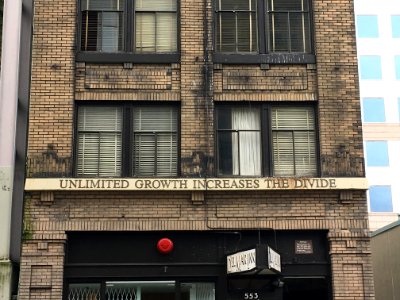 UNLIMITED GROWTH INCREASES THE DIVIDE
553